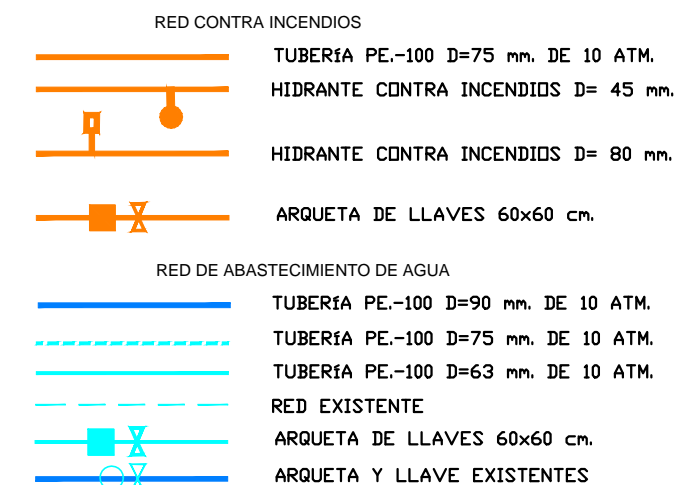 RED CONTRA INCENDIOS
TUBERÍA PE.-100 D=75 mm. DE 10 ATM.
HIDRANTE CONTRA INCENDIOS D= 45 mm.
HIDRANTE CONTRA INCENDIOS D= 80 mm.
ARQUETA DE LLAVES 60x60 cm.
RED DE ABASTECIMIENTO DE AGUA
TUBERÍA PE.-100 D=90 mm. DE 10 ATM.
TUBERÍA PE.-100 D=75 mm. DE 10 ATM.
TUBERÍA PE.-100 D=63 mm. DE 10 ATM.
RED EXISTENTE
ARQUETA DE LLAVES 60x60 cm.
ARQUETA Y LLAVE EXISTENTES